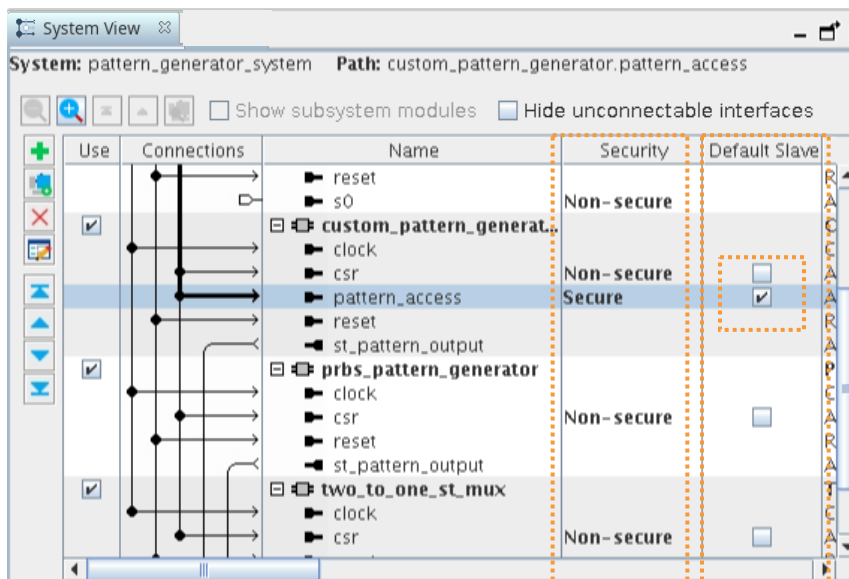 System View
System: pattern_generator_system Path: custom_pattern_generator.pattern_access
Show subsystem modules Hide unconnectable interfaces
Use Connections Name Security Default Slave
reset R
s0 Non-secure A
custom_pattern_generat... C
clock C
csr Non-secure A
pattern_access Secure A
reset R
st_pattern_output A
prbs_pattern_generator P
clock C
csr Non-secure A
reset R
st_pattern_output A
two_to_one_st_mux T
clock C
csr Non-secure A